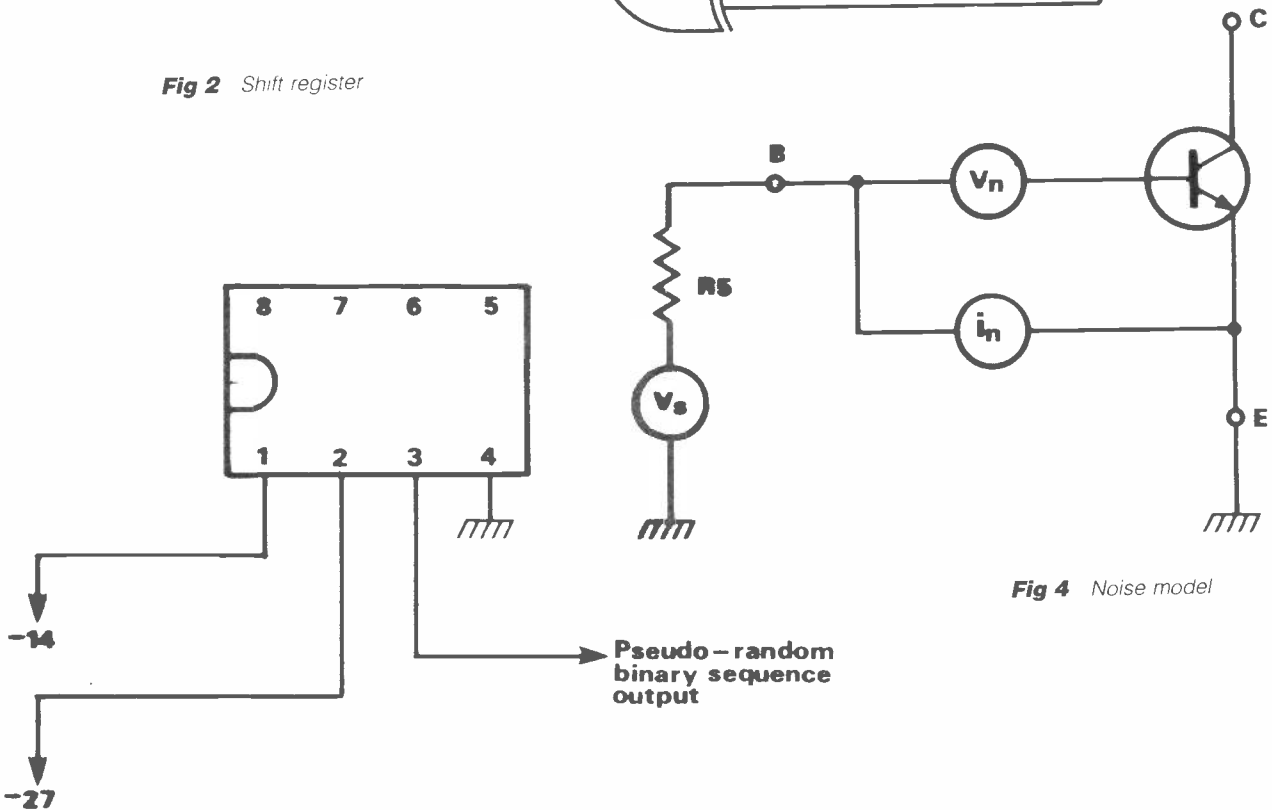 C
Fig 2 Shift register
B
Vn
R5
in
Vs
E
8 7 6 5
1 2 3 4
-14
-27
Pseudo-random
binary sequence
output
Fig 4 Noise model